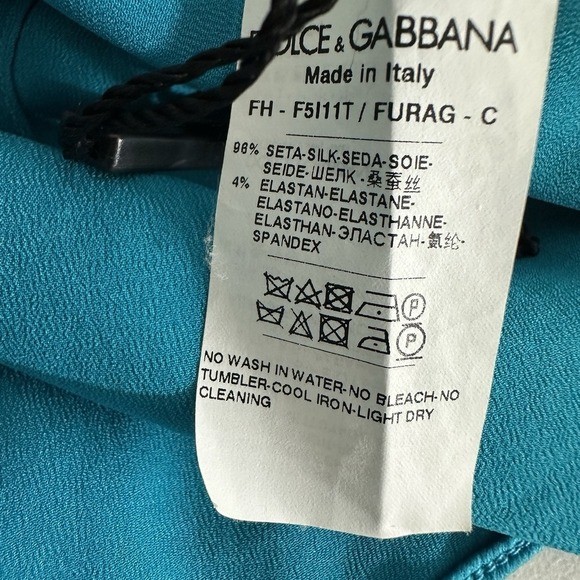 DOLCE & GABBANA
Made in Italy
FH - F5I11T / FURAG - C
96% SETA-SILK-SEDA-SOIE-
SEIDE-ШЕЛК-桑蚕丝
4% ELASTAN-ELASTANE-
ELASTANO-ELASTHANNE-
ELASTHAN-ЭЛАСТАН-氨纶-
SPANDEX
P
P
NO WASH IN WATER-NO BLEACH-NO
TUMBLER-COOL IRON-LIGHT DRY
CLEANING